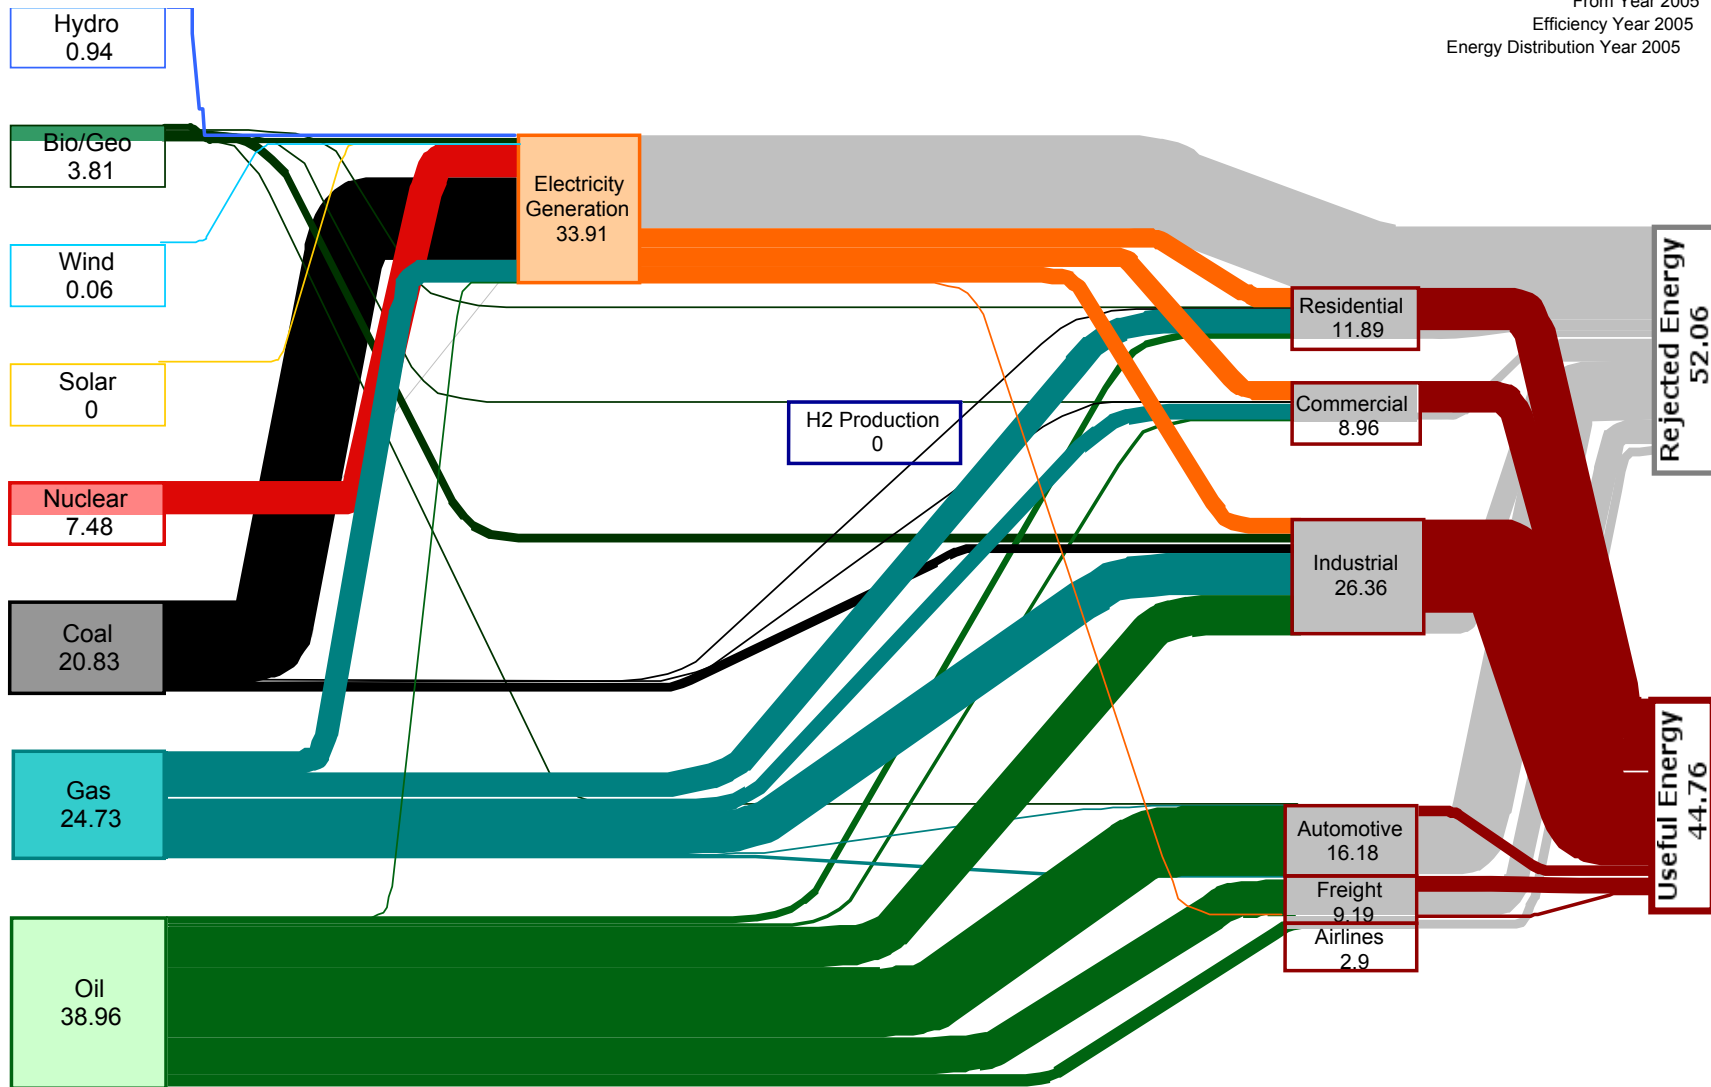 From Year 2005
Efficiency Year 2005
Energy Distribution Year 2005
Hydro
0.94
Bio/Geo
3.81
Wind
0.06
Solar
0
Nuclear
7.48
Coal
20.83
Gas
24.73
Oil
38.96
Electricity
Generation
33.91
H2 Production
0
Residential
11.89
Commercial
8.96
Industrial
26.36
Automotive
16.18
Freight
9.19
Airlines
2.9
Rejected Energy
52.06
Useful Energy
44.76